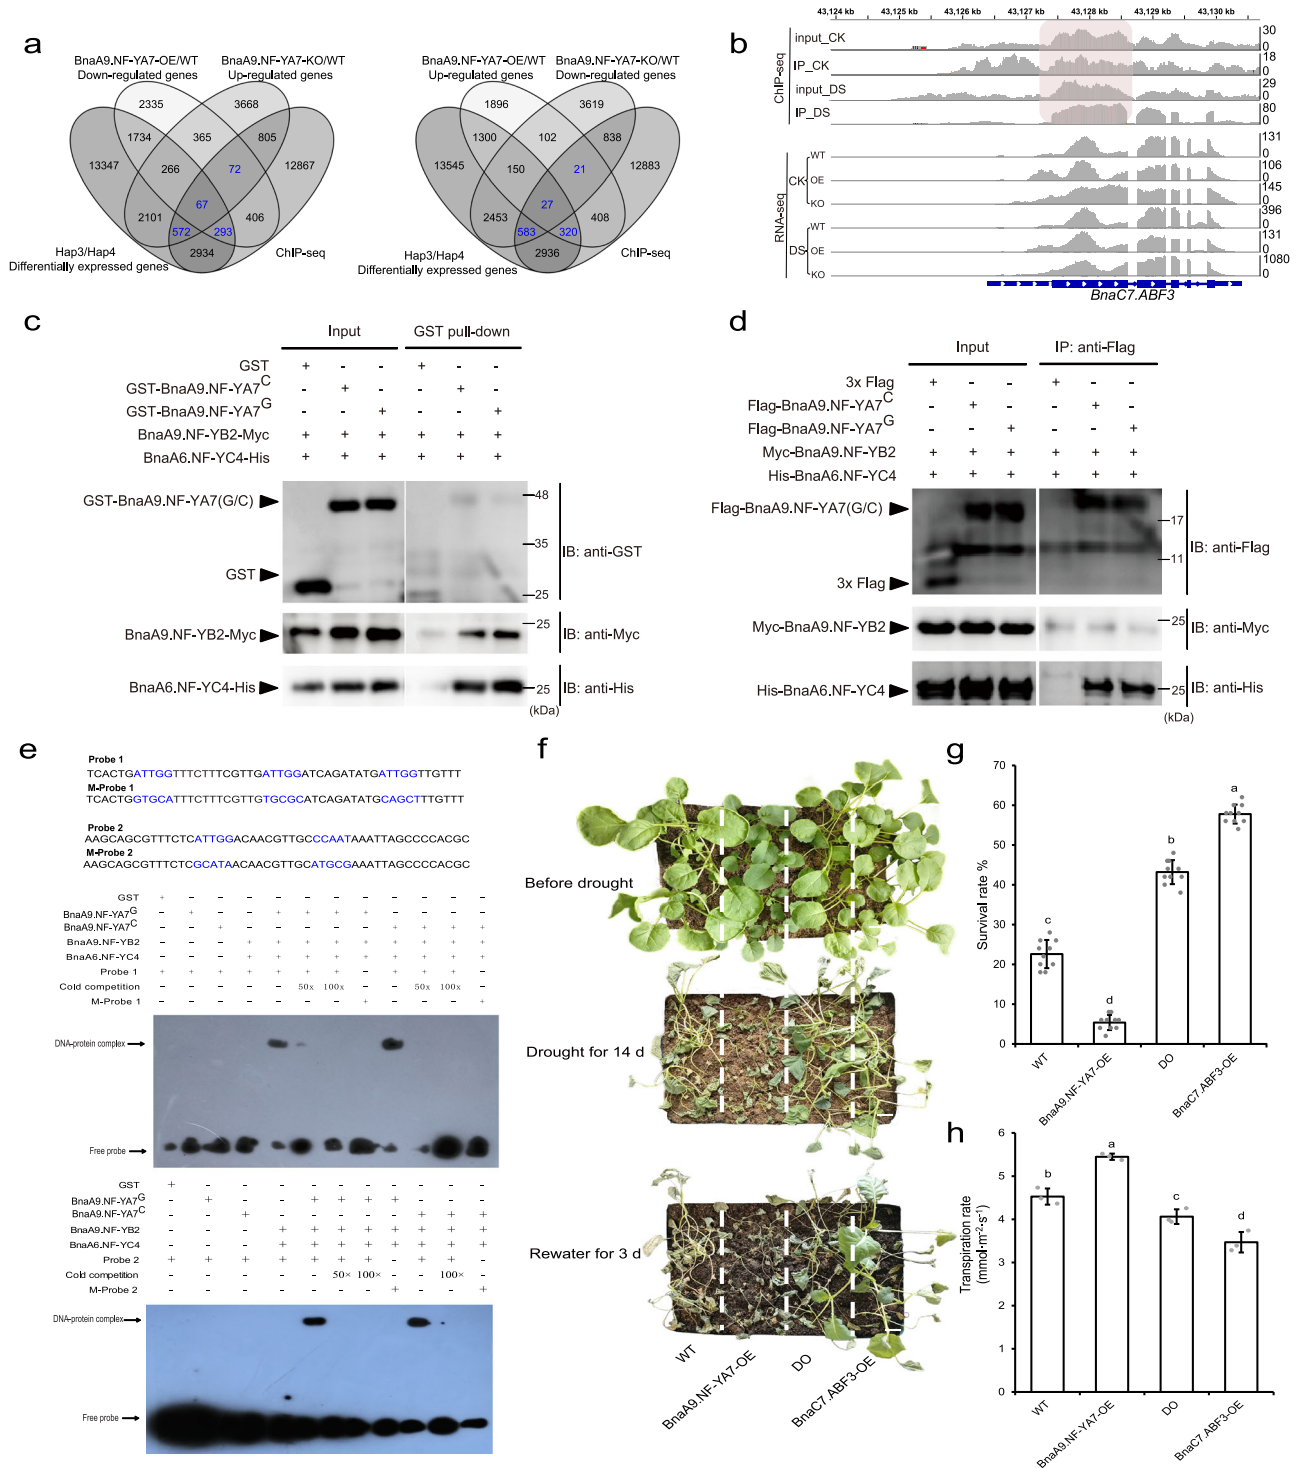 a
BnaA9.NF-YA7-OE/WT
Down-regulated genes
BnaA9.NF-YA7-KO/WT
Up-regulated genes
2335
3668
1734
365
805
13347
266
72
12867
67
2101
406
572
293
2934
Hap3/Hap4
Differentially expressed genes
ChIP-seq
BnaA9.NF-YA7-OE/WT
Up-regulated genes
BnaA9.NF-YA7-KO/WT
Down-regulated genes
1896
3619
1300
102
838
13545
150
21
12883
27
2453
408
583
320
2936
Hap3/Hap4
Differentially expressed genes
ChIP-seq
b
43,124 kb 43,125 kb 43,126 kb 43,127 kb 43,128 kb 43,129 kb 43,130 kb
ChIP-seq
input_CK 30 0
IP_CK 18 0
input_DS 29 0
IP_DS 80 0
RNA-seq
CK
WT 131 0
OE 106 0
KO 145 0
DS
WT 396 0
OE 131 0
KO 1080 0
BnaC7.ABF3
c
Input GST pull-down
GST + - - + - -
GST-BnaA9.NF-YA7C - + - - + -
GST-BnaA9.NF-YA7G - - + - - +
BnaA9.NF-YB2-Myc + + + + + +
BnaA6.NF-YC4-His + + + + + +
GST-BnaA9.NF-YA7(G/C)
48
35
IB: anti-GST
GST
25
BnaA9.NF-YB2-Myc
25
IB: anti-Myc
BnaA6.NF-YC4-His
25
IB: anti-His
(kDa)
d
Input IP: anti-Flag
3x Flag + - - + - -
Flag-BnaA9.NF-YA7C - + - - + -
Flag-BnaA9.NF-YA7G - - + - - +
Myc-BnaA9.NF-YB2 + + + + + +
His-BnaA6.NF-YC4 + + + + + +
Flag-BnaA9.NF-YA7(G/C)
17
IB: anti-Flag
11
3x Flag
Myc-BnaA9.NF-YB2
25
IB: anti-Myc
His-BnaA6.NF-YC4
25
IB: anti-His
(kDa)
e
Probe 1
TCACTGATTGGTTTCTTTCGTTGATTGGATCAGATATGATTGGTTGTTT
M-Probe 1
TCACTGGTGCATTTCTTTCGTTGTGCGCATCAGATATGCAGCTTTGTTT
Probe 2
AAGCAGCGTTTCTCATTGGACAACGTTGCCCAATAAATTAGCCCCACGC
M-Probe 2
AAGCAGCGTTTCTCGCATAACAACGTTGCATGCGAAATTAGCCCCACGC
GST + - - - - - - - - - - - -
BnaA9.NF-YA7G - + - - + + + + - - - -
BnaA9.NF-YA7C - - + - - - - - + + + +
BnaA9.NF-YB2 - - - + + + + + + + + +
BnaA6.NF-YC4 - - - + + + + + + + + +
Probe 1 + + + + + + + - + + + -
Cold competition - - - - - 50x 100x - - 50x 100x -
M-Probe 1 - - - - - - - + - - - +
DNA-protein complex
Free probe
GST + - - - - - - - - - - -
BnaA9.NF-YA7G - + - - - + + + + - - -
BnaA9.NF-YA7C - - + - - - - - - + + +
BnaA9.NF-YB2 - - - + + + + + + + +
BnaA6.NF-YC4 - - - + + + + + + + +
Probe 2 + + + + + + + - + + -
Cold competition - - - - - 50× 100× - - 100× -
M-Probe 2 - - - - - - - + - - +
DNA-protein complex
Free probe
f
Before drought
Drought for 14 d
Rewater for 3 d
WT
BnaA9.NF-YA7-OE
DO
BnaC7.ABF3-OE
g
Survival rate %
70
60
50
40
30
20
10
0
c
d
b
a
WT
BnaA9.NF-YA7-OE
DO
BnaC7.ABF3-OE
h
Transpiration rate
(mmol·m⁻²·s⁻¹)
6
5
4
3
2
1
0
b
a
c
d
WT
BnaA9.NF-YA7-OE
DO
BnaC7.ABF3-OE